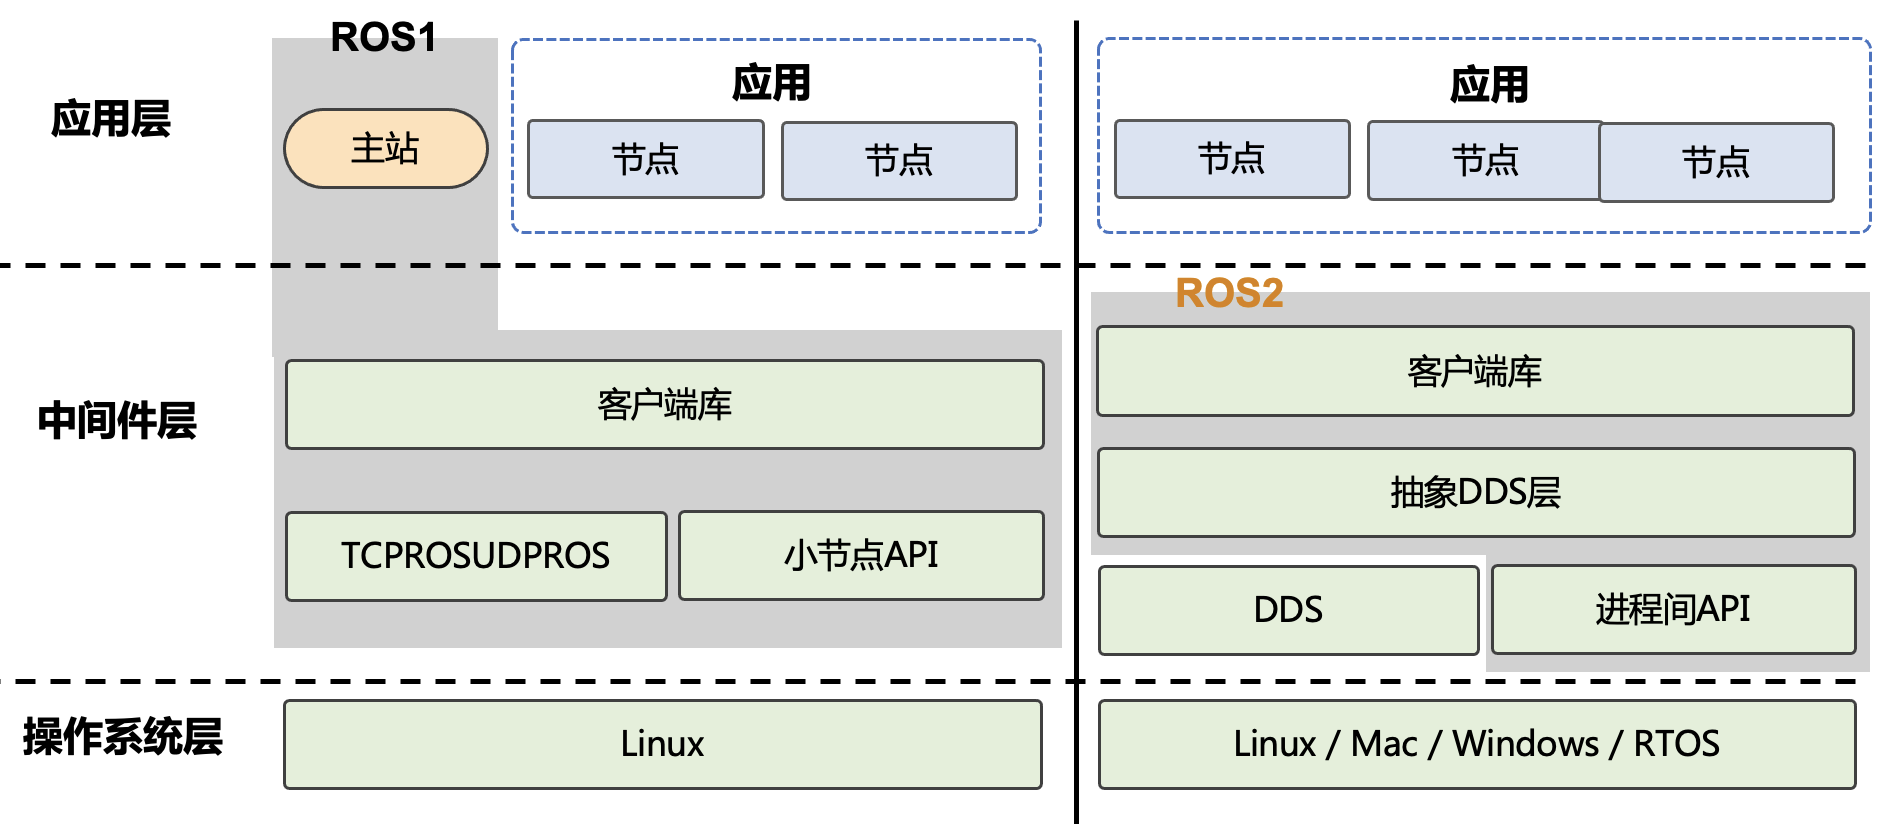 ROS1
应用
应用
应用层
主站
节点
节点
节点
节点
节点
ROS2
客户端库
客户端库
中间件层
抽象DDS层
TCPROSUDPROS
小节点API
DDS
进程间API
操作系统层
Linux
Linux / Mac / Windows / RTOS